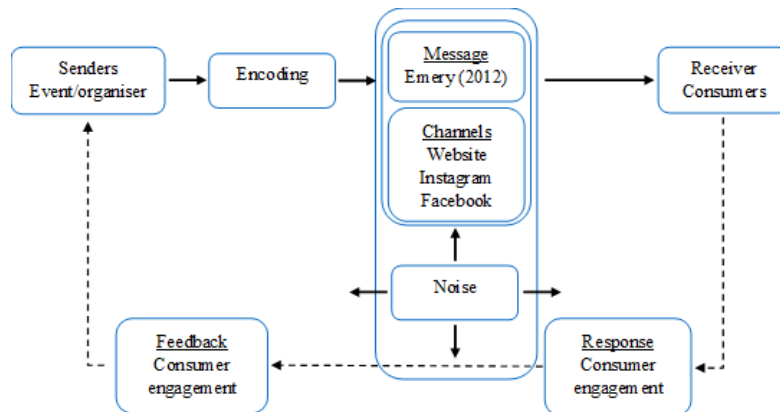 Senders
Event/organiser
Encoding
Message
Emery (2012)
Channels
Website
Instagram
Facebook
Receiver
Consumers
Noise
Feedback
Consumer
engagement
Response
Consumer
engagement